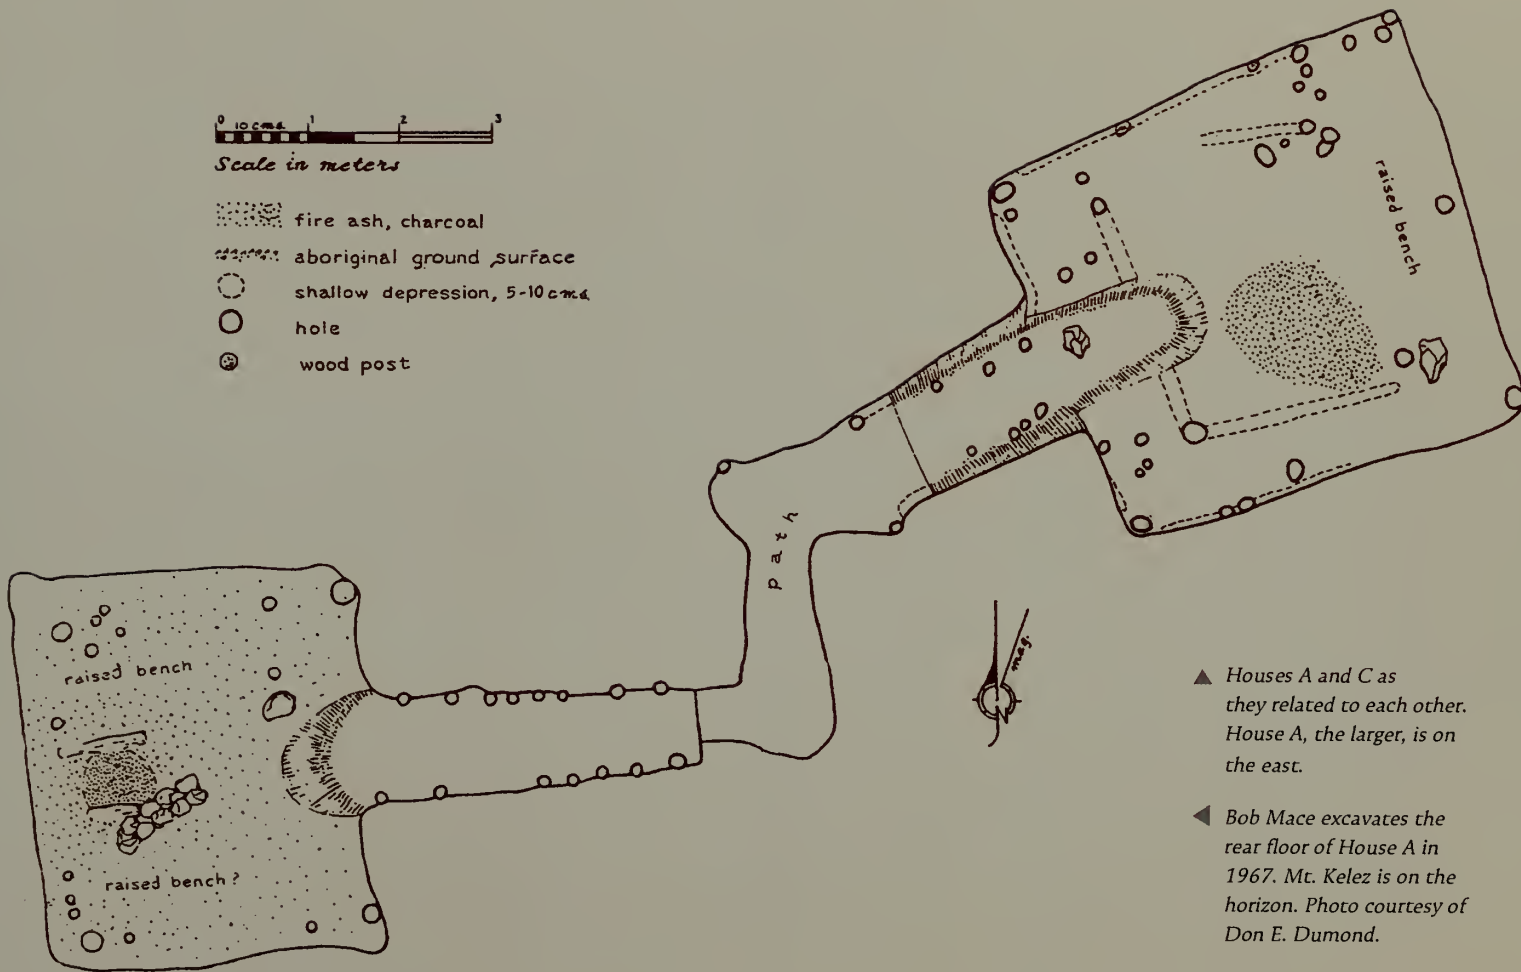 0 10 cms. 1 2 3
Scale in meters
fire ash, charcoal
aboriginal ground surface
shallow depression, 5-10 cms.
hole
wood post
raised bench
path
mag.
raised bench
raised bench?
▲ Houses A and C as
they related to each other.
House A, the larger, is on
the east.
◀ Bob Mace excavates the
rear floor of House A in
1967. Mt. Kelez is on the
horizon. Photo courtesy of
Don E. Dumond.